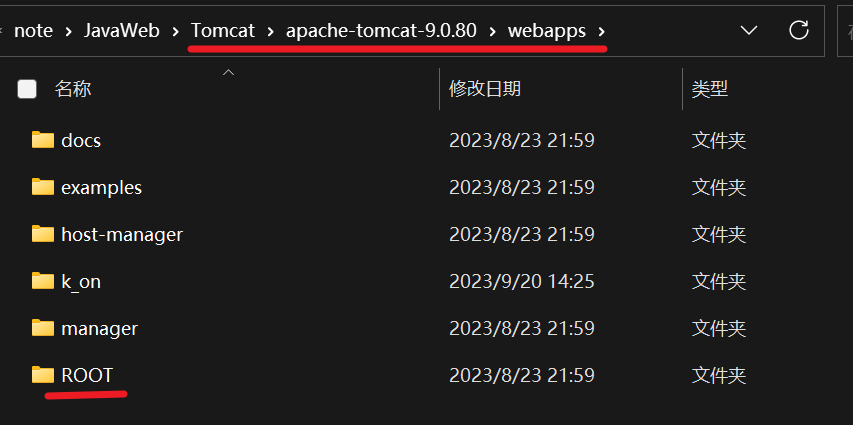 note > JavaWeb > Tomcat > apache-tomcat-9.0.80 > webapps >
名称 修改日期 类型
docs 2023/8/23 21:59 文件夹
examples 2023/8/23 21:59 文件夹
host-manager 2023/8/23 21:59 文件夹
k_on 2023/9/20 14:25 文件夹
manager 2023/8/23 21:59 文件夹
ROOT 2023/8/23 21:59 文件夹